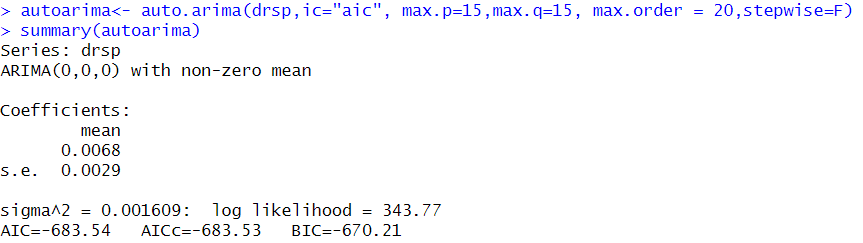 > autoarima<- auto.arima(drsp,ic="aic", max.p=15,max.q=15, max.order = 20,stepwise=F)
> summary(autoarima)
Series: drsp
ARIMA(0,0,0) with non-zero mean

Coefficients:
        mean
      0.0068
s.e.  0.0029

sigma^2 = 0.001609:  log likelihood = 343.77
AIC=-683.54   AICc=-683.53   BIC=-670.21